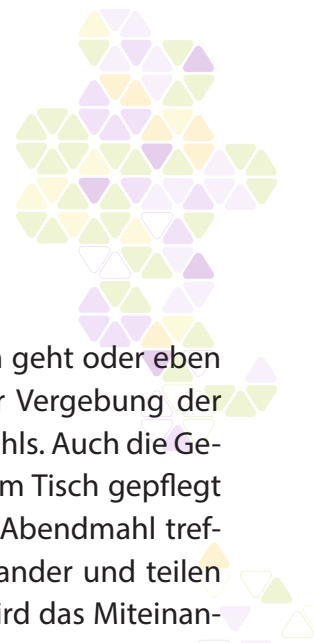 geht oder eben
Vergebung der
hls. Auch die Ge-
m Tisch gepflegt
Abendmahl tref-
ander und teilen
ird das Miteinan-